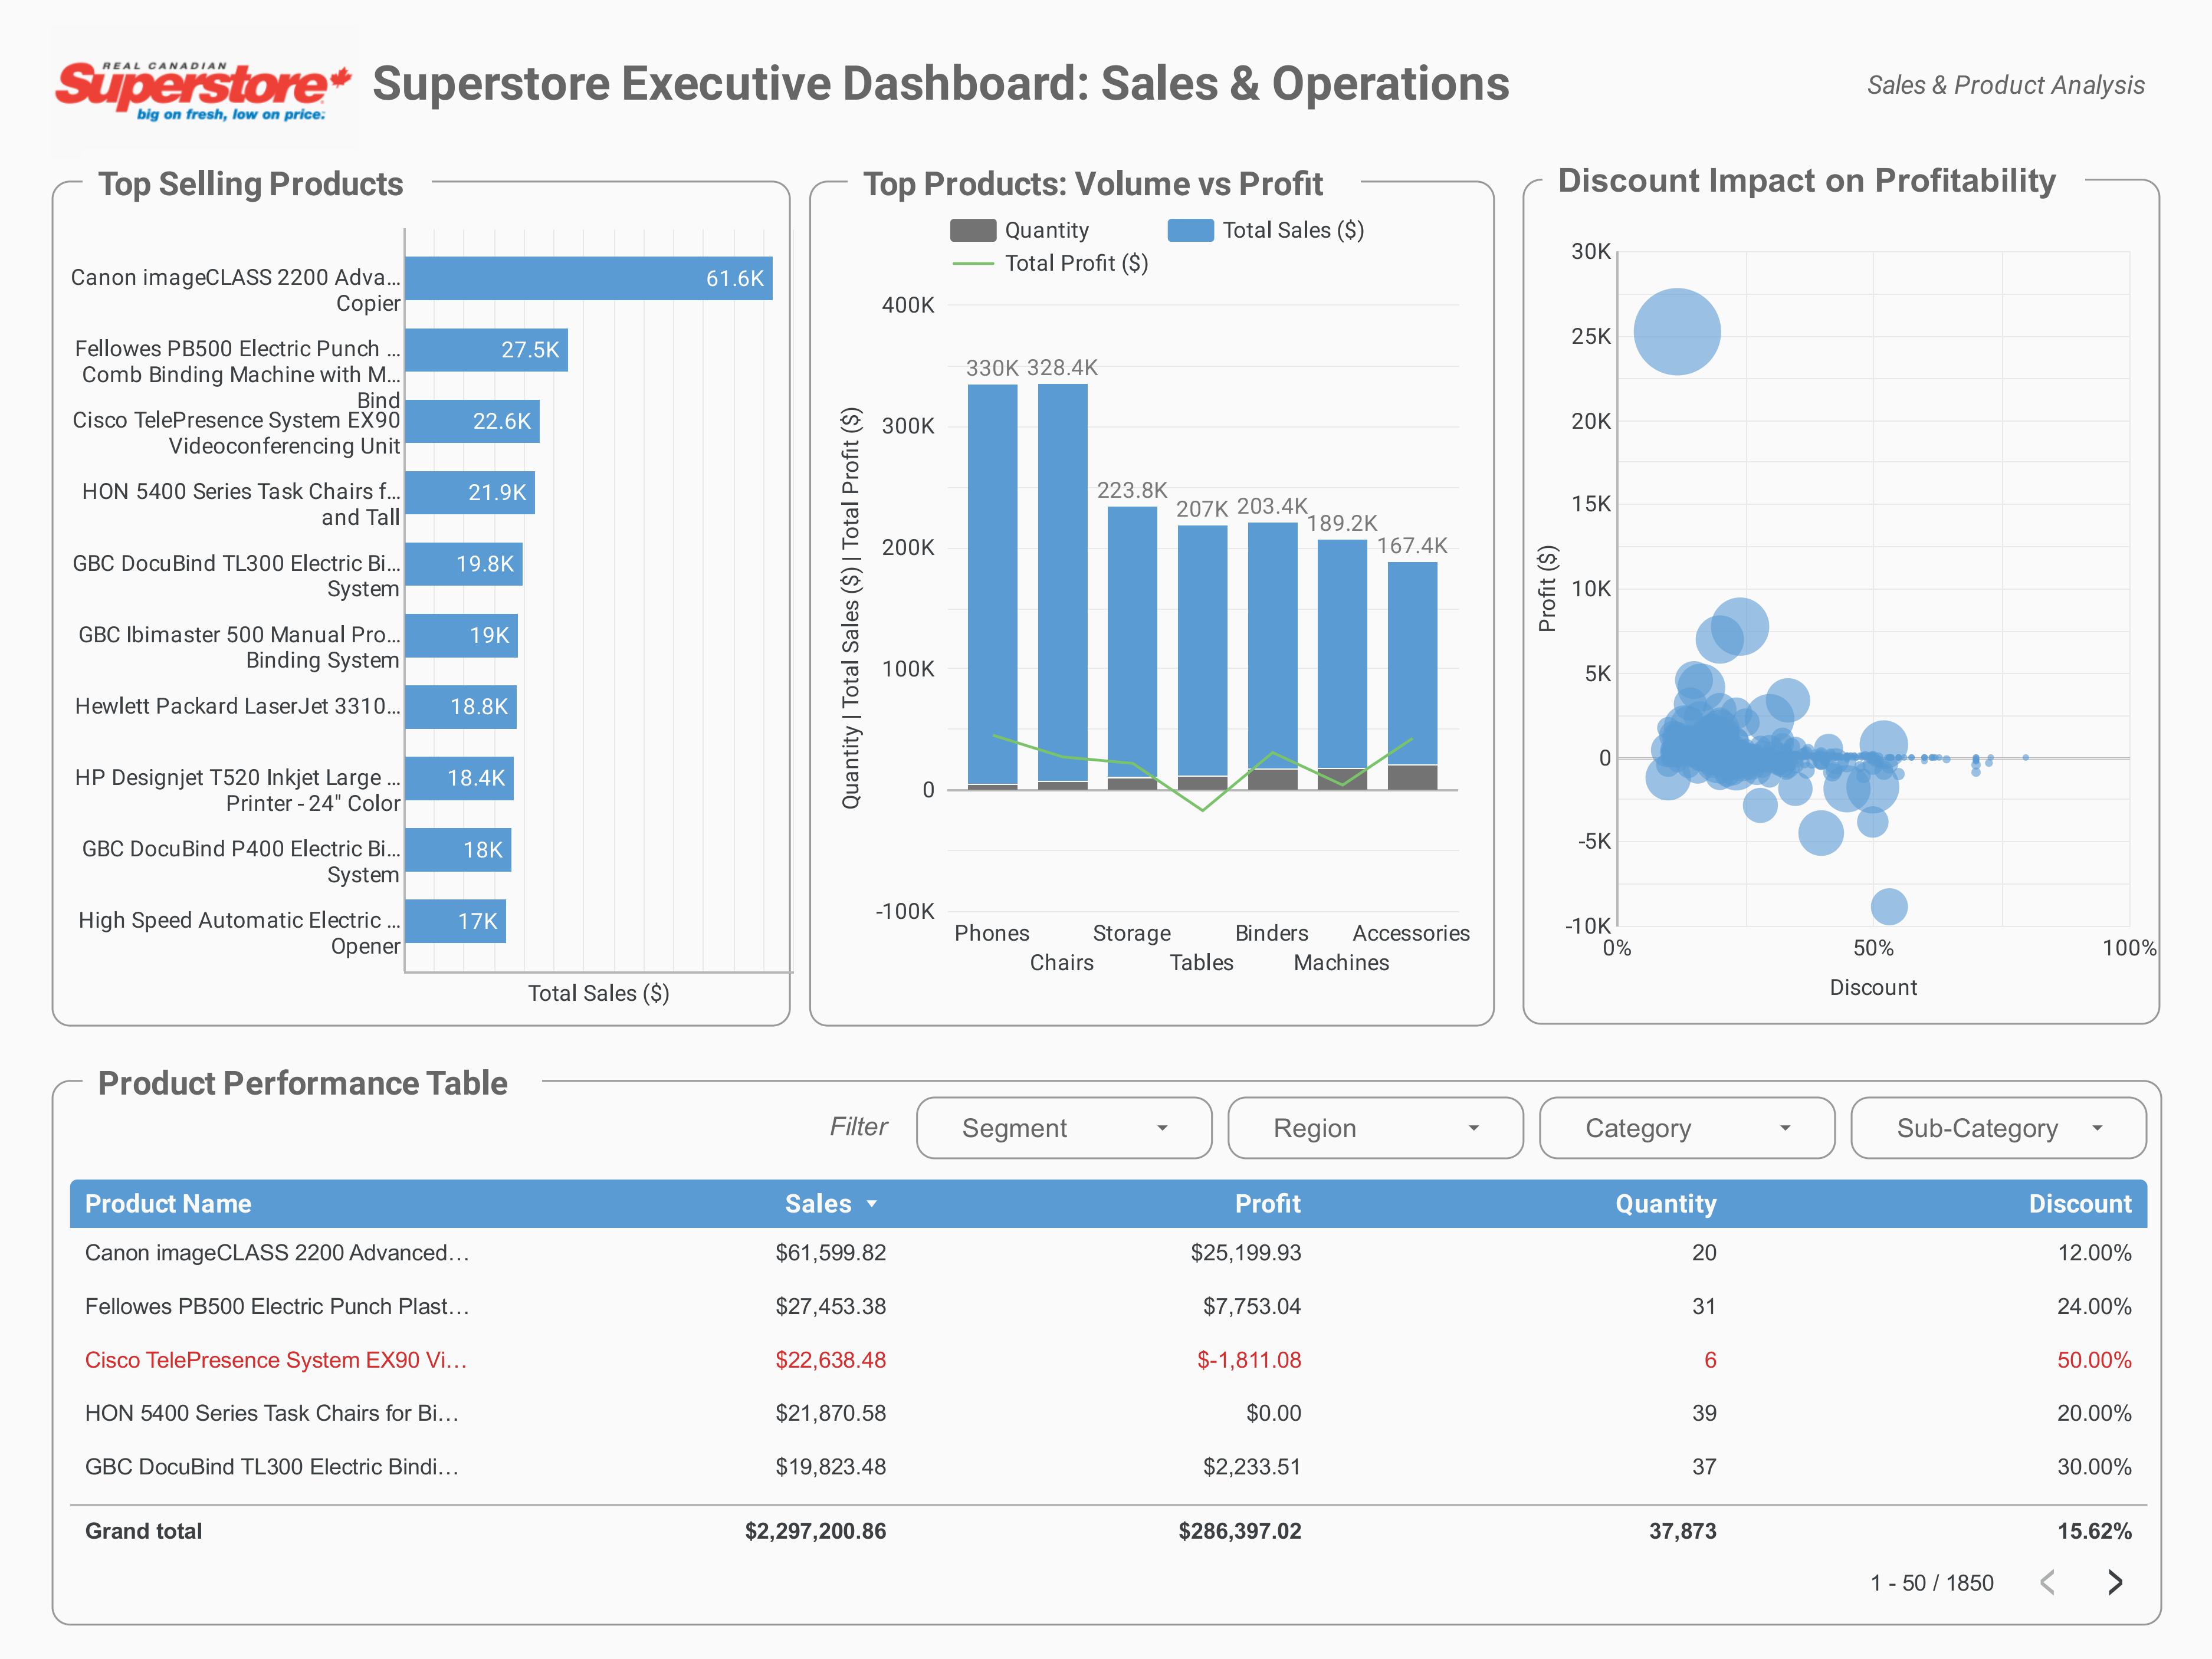 REAL CANADIAN
Superstore
big on fresh, low on price.
Superstore Executive Dashboard: Sales & Operations
Sales & Product Analysis
Top Selling Products
Canon imageCLASS 2200 Adva...
Copier
61.6K
Fellowes PB500 Electric Punch ...
Comb Binding Machine with M...
Bind
27.5K
Cisco TelePresence System EX90
Videoconferencing Unit
22.6K
HON 5400 Series Task Chairs f...
and Tall
21.9K
GBC DocuBind TL300 Electric Bi...
System
19.8K
GBC Ibimaster 500 Manual Pro...
Binding System
19K
Hewlett Packard LaserJet 3310...
18.8K
HP Designjet T520 Inkjet Large ...
Printer - 24" Color
18.4K
GBC DocuBind P400 Electric Bi...
System
18K
High Speed Automatic Electric ...
Opener
17K
Total Sales ($)
Top Products: Volume vs Profit
Quantity
Total Sales ($)
Total Profit ($)
Quantity | Total Sales ($) | Total Profit ($)
400K
300K
200K
100K
0
-100K
330K
328.4K
223.8K
207K
203.4K
189.2K
167.4K
Phones
Chairs
Storage
Tables
Binders
Machines
Accessories
Discount Impact on Profitability
Profit ($)
30K
25K
20K
15K
10K
5K
0
-5K
-10K
0%
50%
100%
Discount
Product Performance Table
Filter
Segment
Region
Category
Sub-Category
Product Name Sales Profit Quantity Discount
Canon imageCLASS 2200 Advanced... $61,599.82 $25,199.93 20 12.00%
Fellowes PB500 Electric Punch Plast... $27,453.38 $7,753.04 31 24.00%
Cisco TelePresence System EX90 Vi... $22,638.48 $-1,811.08 6 50.00%
HON 5400 Series Task Chairs for Bi... $21,870.58 $0.00 39 20.00%
GBC DocuBind TL300 Electric Bindi... $19,823.48 $2,233.51 37 30.00%
Grand total $2,297,200.86 $286,397.02 37,873 15.62%
1 - 50 / 1850